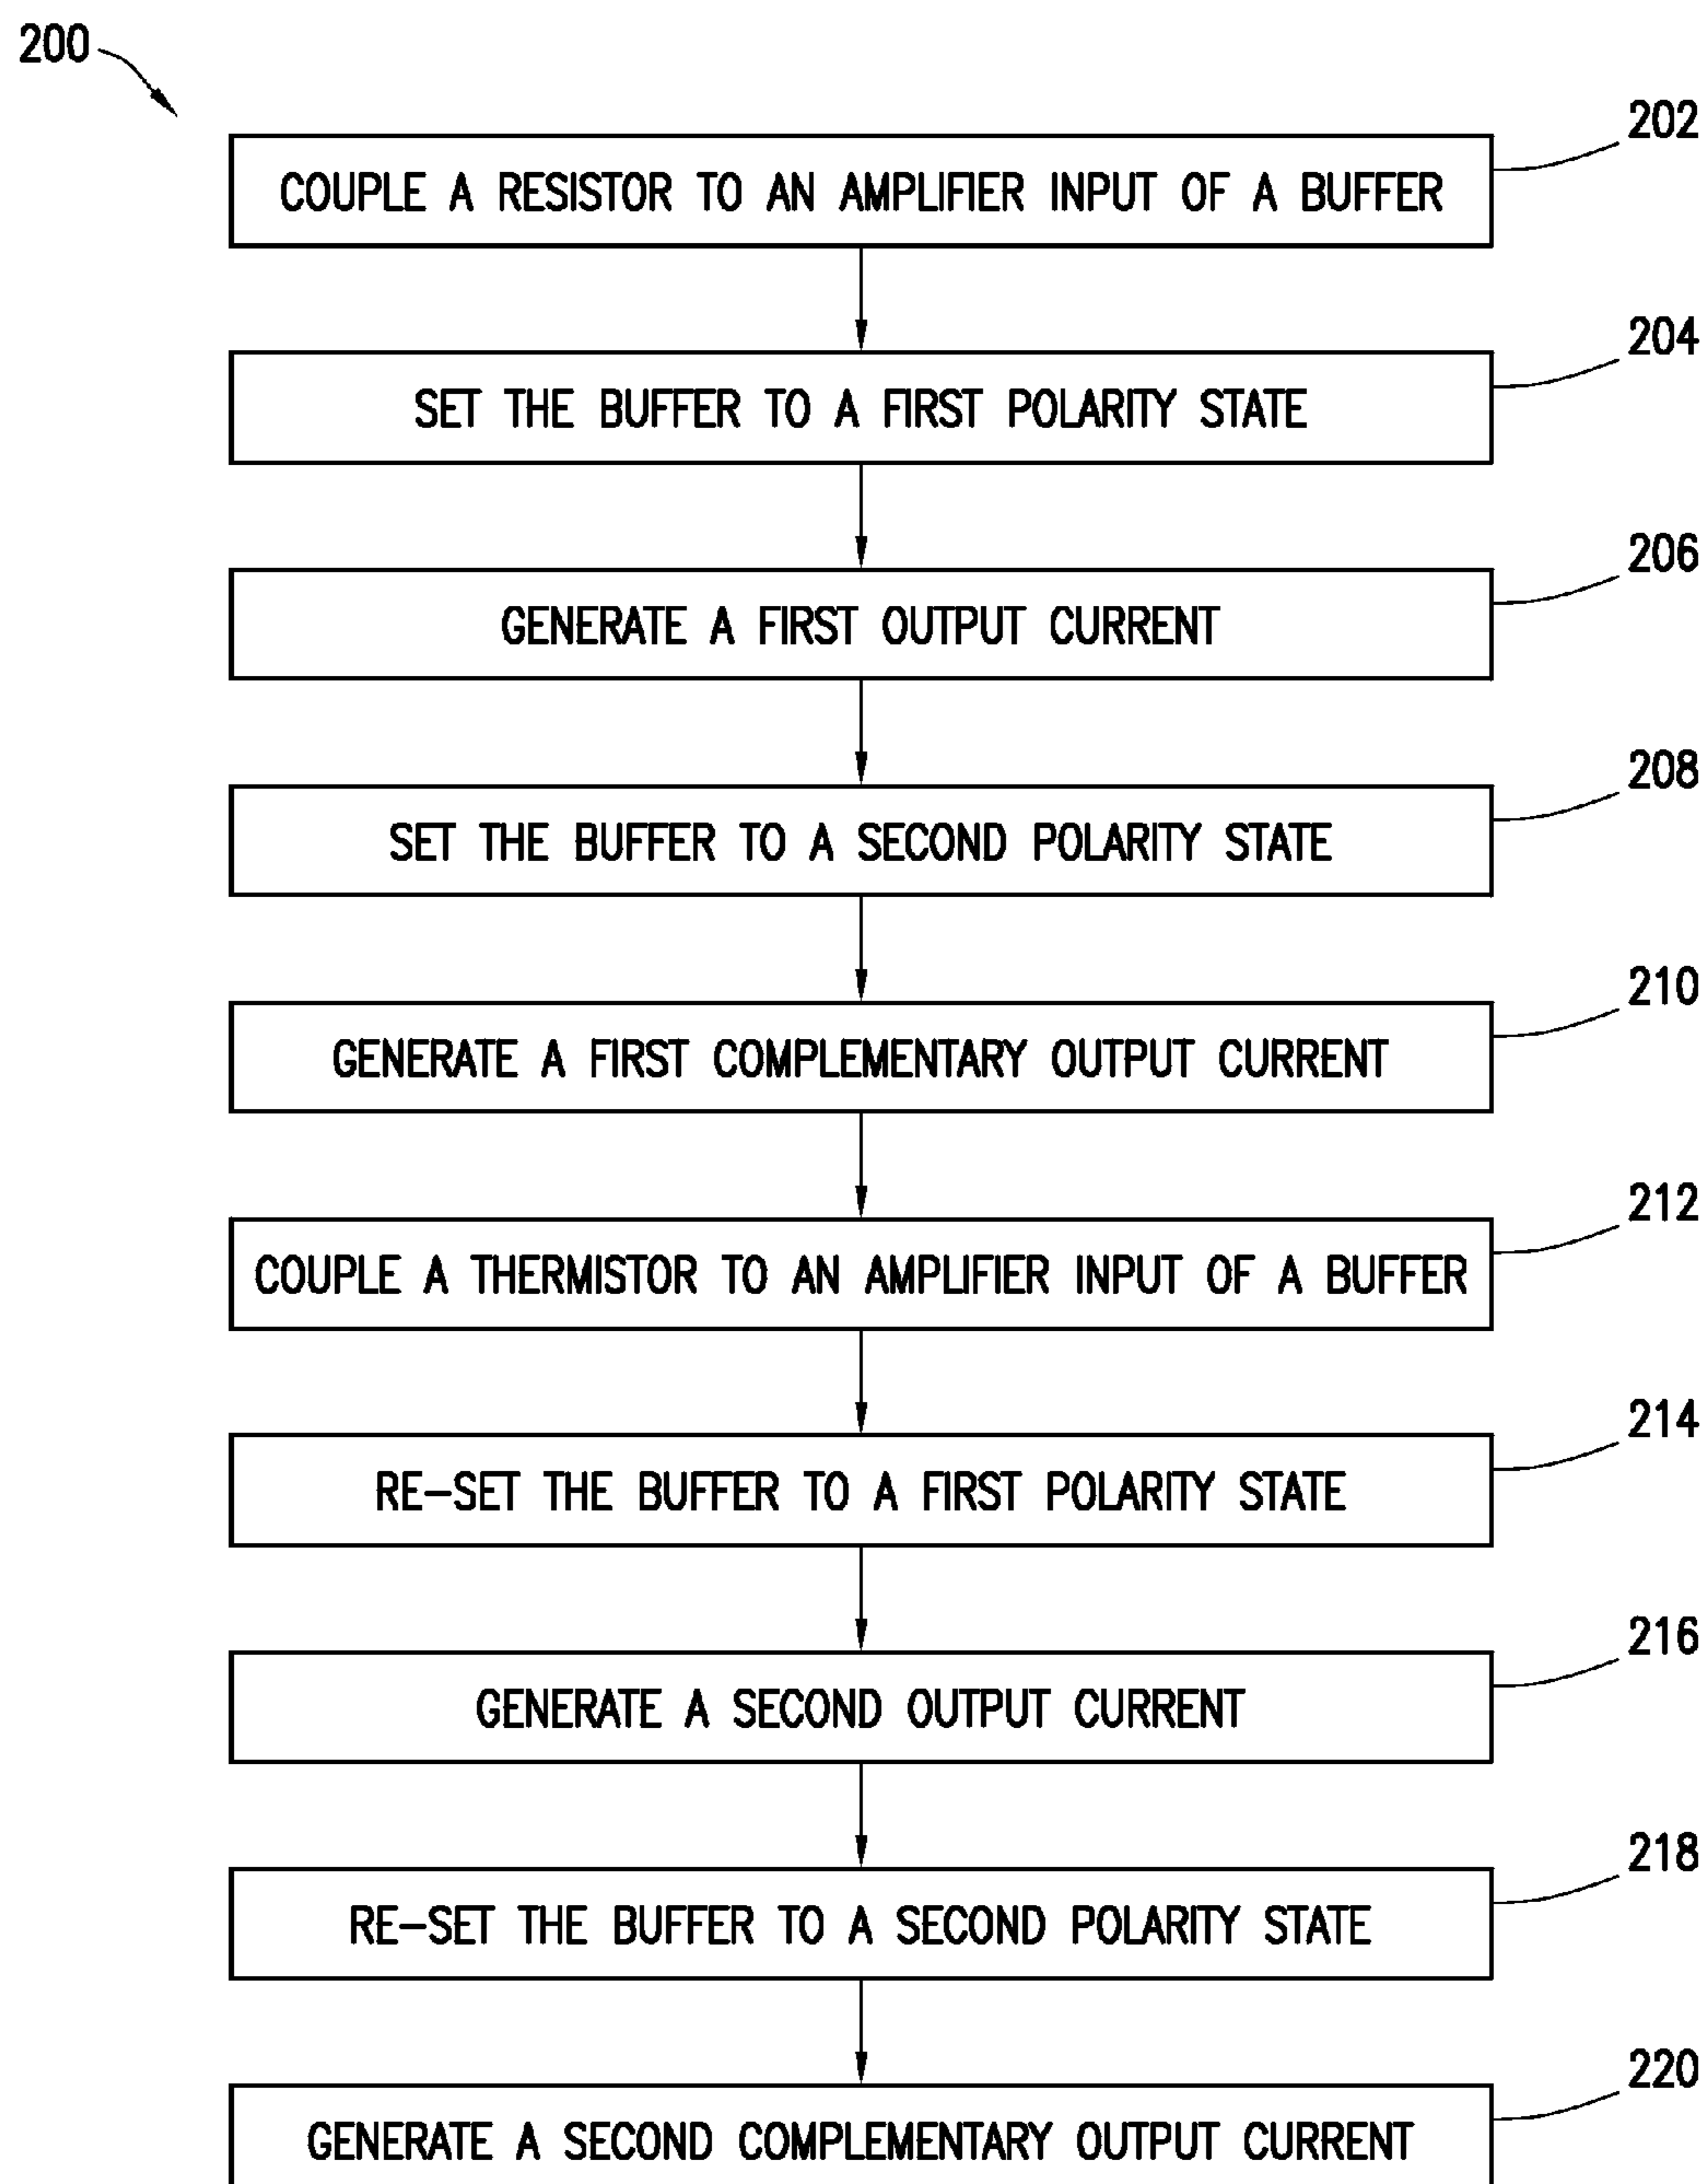 200
202
COUPLE A RESISTOR TO AN AMPLIFIER INPUT OF A BUFFER
204
SET THE BUFFER TO A FIRST POLARITY STATE
206
GENERATE A FIRST OUTPUT CURRENT
208
SET THE BUFFER TO A SECOND POLARITY STATE
210
GENERATE A FIRST COMPLEMENTARY OUTPUT CURRENT
212
COUPLE A THERMISTOR TO AN AMPLIFIER INPUT OF A BUFFER
214
RE-SET THE BUFFER TO A FIRST POLARITY STATE
216
GENERATE A SECOND OUTPUT CURRENT
218
RE-SET THE BUFFER TO A SECOND POLARITY STATE
220
GENERATE A SECOND COMPLEMENTARY OUTPUT CURRENT